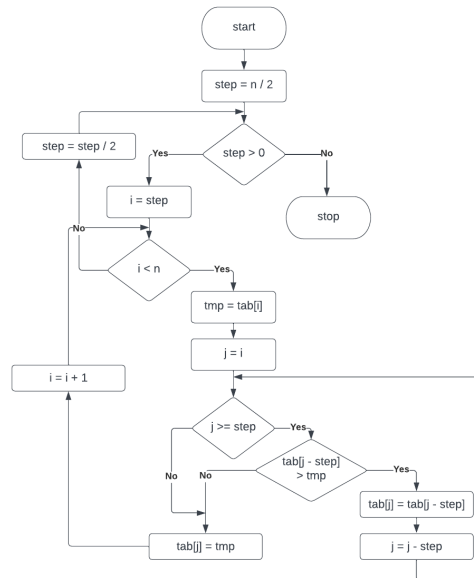 start
step = n / 2
step = step / 2
step > 0
Yes
No
i = step
stop
No
i < n
Yes
tmp = tab[i]
j = i
i = i + 1
j >= step
Yes
tab[j - step]
> tmp
Yes
No
No
tab[j] = tab[j - step]
tab[j] = tmp
j = j - step